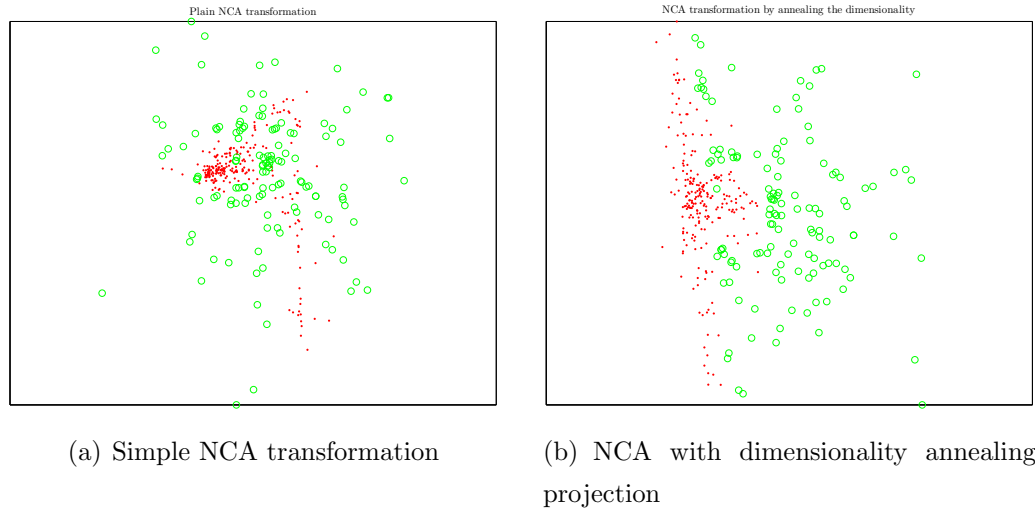 Plain NCA transformation
NCA transformation by annealing the dimensionality
(a) Simple NCA transformation
(b) NCA with dimensionality annealing
projection